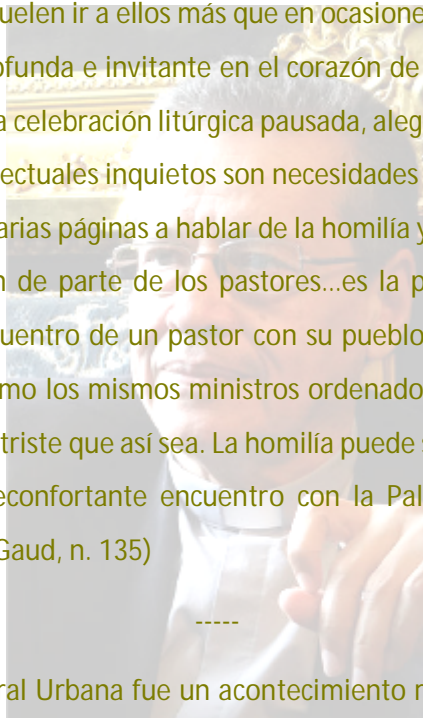 uelen ir a ellos más que en ocasione
ofunda e invitante en el corazón de
a celebración litúrgica pausada, aleg
ectuales inquietos son necesidades
arias páginas a hablar de la homilía y
n de parte de los pastores...es la p
uentro de un pastor con su pueblo
mo los mismos ministros ordenado
triste que así sea. La homilía puede s
econfortante encuentro con la Pal
Gaud, n. 135)
-----
ral Urbana fue un acontecimiento